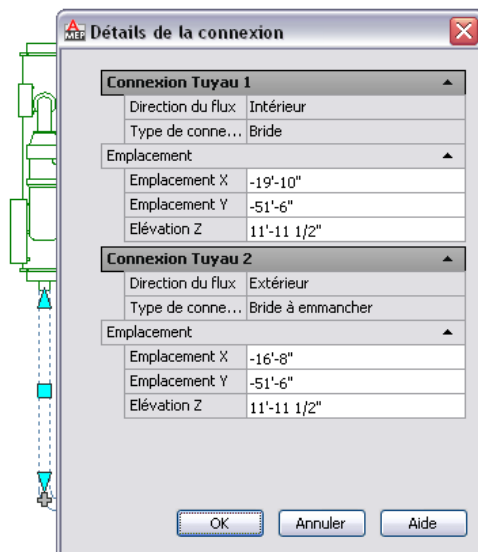 A MEP Détails de la connexion
Connexion Tuyau 1
Direction du flux Intérieur
Type de conne... Bride
Emplacement
Emplacement X -19'-10"
Emplacement Y -51'-6"
Elévation Z 11'-11 1/2"
Connexion Tuyau 2
Direction du flux Extérieur
Type de conne... Bride à emmancher
Emplacement
Emplacement X -16'-8"
Emplacement Y -51'-6"
Elévation Z 11'-11 1/2"
OK Annuler Aide